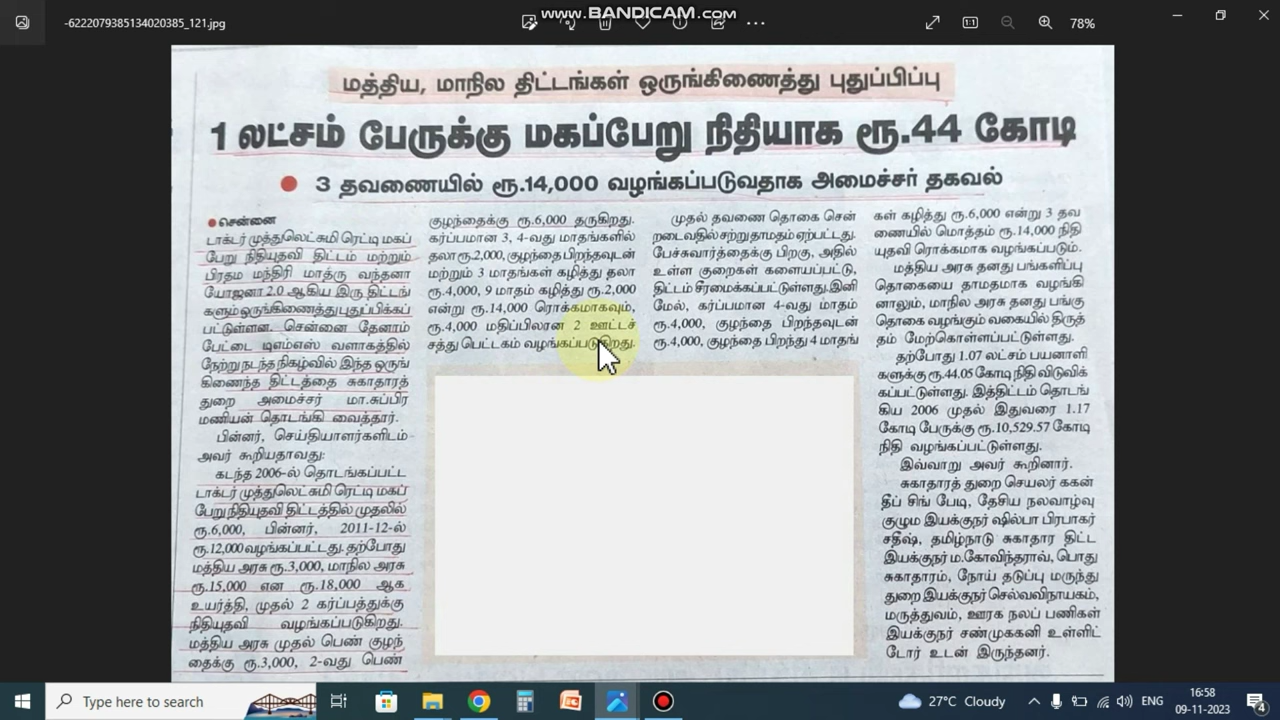 www.BANDICAM.com
-6222079385134020385_121.jpg
78%
மத்திய, மாநில திட்டங்கள் ஒருங்கிணைத்து புதுப்பிப்பு
1 லட்சம் பேருக்கு மகப்பேறு நிதியாக ரூ.44 கோடி
3 தவணையில் ரூ.14,000 வழங்கப்படுவதாக அமைச்சர் தகவல்
சென்னை
டாக்டர் முத்துலெட்சுமி ரெட்டி மகப்
பேறு நிதியுதவி திட்டம் மற்றும்
பிரதம மந்திரி மாத்ரு வந்தனா
யோஜனா 2.0 ஆகிய இரு திட்டங்
களும் ஒருங்கிணைத்து புதுப்பிக்கப்
பட்டுள்ளன. சென்னை தேனாம்
பேட்டை டிஎம்எஸ் வளாகத்தில்
நேற்று நடந்த நிகழ்வில் இந்த ஒருங்
கிணைந்த திட்டத்தை சுகாதாரத்
துறை அமைச்சர் மா.சுப்பிர
மணியன் தொடங்கி வைத்தார்.
பின்னர், செய்தியாளர்களிடம்
அவர் கூறியதாவது:
கடந்த 2006-ல் தொடங்கப்பட்ட
டாக்டர் முத்துலெட்சுமி ரெட்டி மகப்
பேறு நிதியுதவி திட்டத்தில் முதலில்
ரூ.6,000, பின்னர், 2011-12-ல்
ரூ.12,000 வழங்கப்பட்டது. தற்போது
மத்திய அரசு ரூ.3,000, மாநில அரசு
ரூ.15,000 என ரூ.18,000 ஆக
உயர்த்தி, முதல் 2 கர்ப்பத்துக்கு
நிதியுதவி வழங்கப்படுகிறது.
மத்திய அரசு முதல் பெண் குழந்
தைக்கு ரூ.3,000, 2-வது பெண்
குழந்தைக்கு ரூ.6,000 தருகிறது.
கர்ப்பமான 3, 4-வது மாதங்களில்
தலா ரூ.2,000, குழந்தை பிறந்தவுடன்
மற்றும் 3 மாதங்கள் கழித்து தலா
ரூ.4,000, 9 மாதம் கழித்து ரூ.2,000
என்று ரூ.14,000 ரொக்கமாகவும்,
ரூ.4,000 மதிப்பிலான 2 ஊட்டச்
சத்து பெட்டகம் வழங்கப்படுகிறது.
முதல் தவணை தொகை சென்
றடைவதில் சற்று தாமதம் ஏற்பட்டது.
பேச்சுவார்த்தைக்கு பிறகு, அதில்
உள்ள குறைகள் களையப்பட்டு,
திட்டம் சீரமைக்கப்பட்டுள்ளது. இனி
மேல், கர்ப்பமான 4-வது மாதம்
ரூ.4,000, குழந்தை பிறந்தவுடன்
ரூ.4,000, குழந்தை பிறந்து 4 மாதங்
கள் கழித்து ரூ.6,000 என்று 3 தவ
ணையில் மொத்தம் ரூ.14,000 நிதி
யுதவி ரொக்கமாக வழங்கப்படும்.
மத்திய அரசு தனது பங்களிப்பு
தொகையை தாமதமாக வழங்கி
னாலும், மாநில அரசு தனது பங்கு
தொகை வழங்கும் வகையில் திருத்
தம் மேற்கொள்ளப்பட்டுள்ளது.
தற்போது 1.07 லட்சம் பயனாளி
களுக்கு ரூ.44.05 கோடி நிதி விடுவிக்
கப்பட்டுள்ளது. இத்திட்டம் தொடங்
கிய 2006 முதல் இதுவரை 1.17
கோடி பேருக்கு ரூ.10,529.57 கோடி
நிதி வழங்கப்பட்டுள்ளது.
இவ்வாறு அவர் கூறினார்.
சுகாதாரத் துறை செயலர் ககன்
தீப் சிங் பேடி, தேசிய நலவாழ்வு
குழும இயக்குநர் ஷில்பா பிரபாகர்
சதீஷ், தமிழ்நாடு சுகாதார திட்ட
இயக்குநர் ம.கோவிந்தராவ், பொது
சுகாதாரம், நோய் தடுப்பு மருந்து
துறை இயக்குநர் செல்வவிநாயகம்,
மருத்துவம், ஊரக நலப் பணிகள்
இயக்குநர் சண்முககனி உள்ளிட்
டோர் உடன் இருந்தனர்.
Type here to search
27°C Cloudy
ENG
16:58
09-11-2023
4